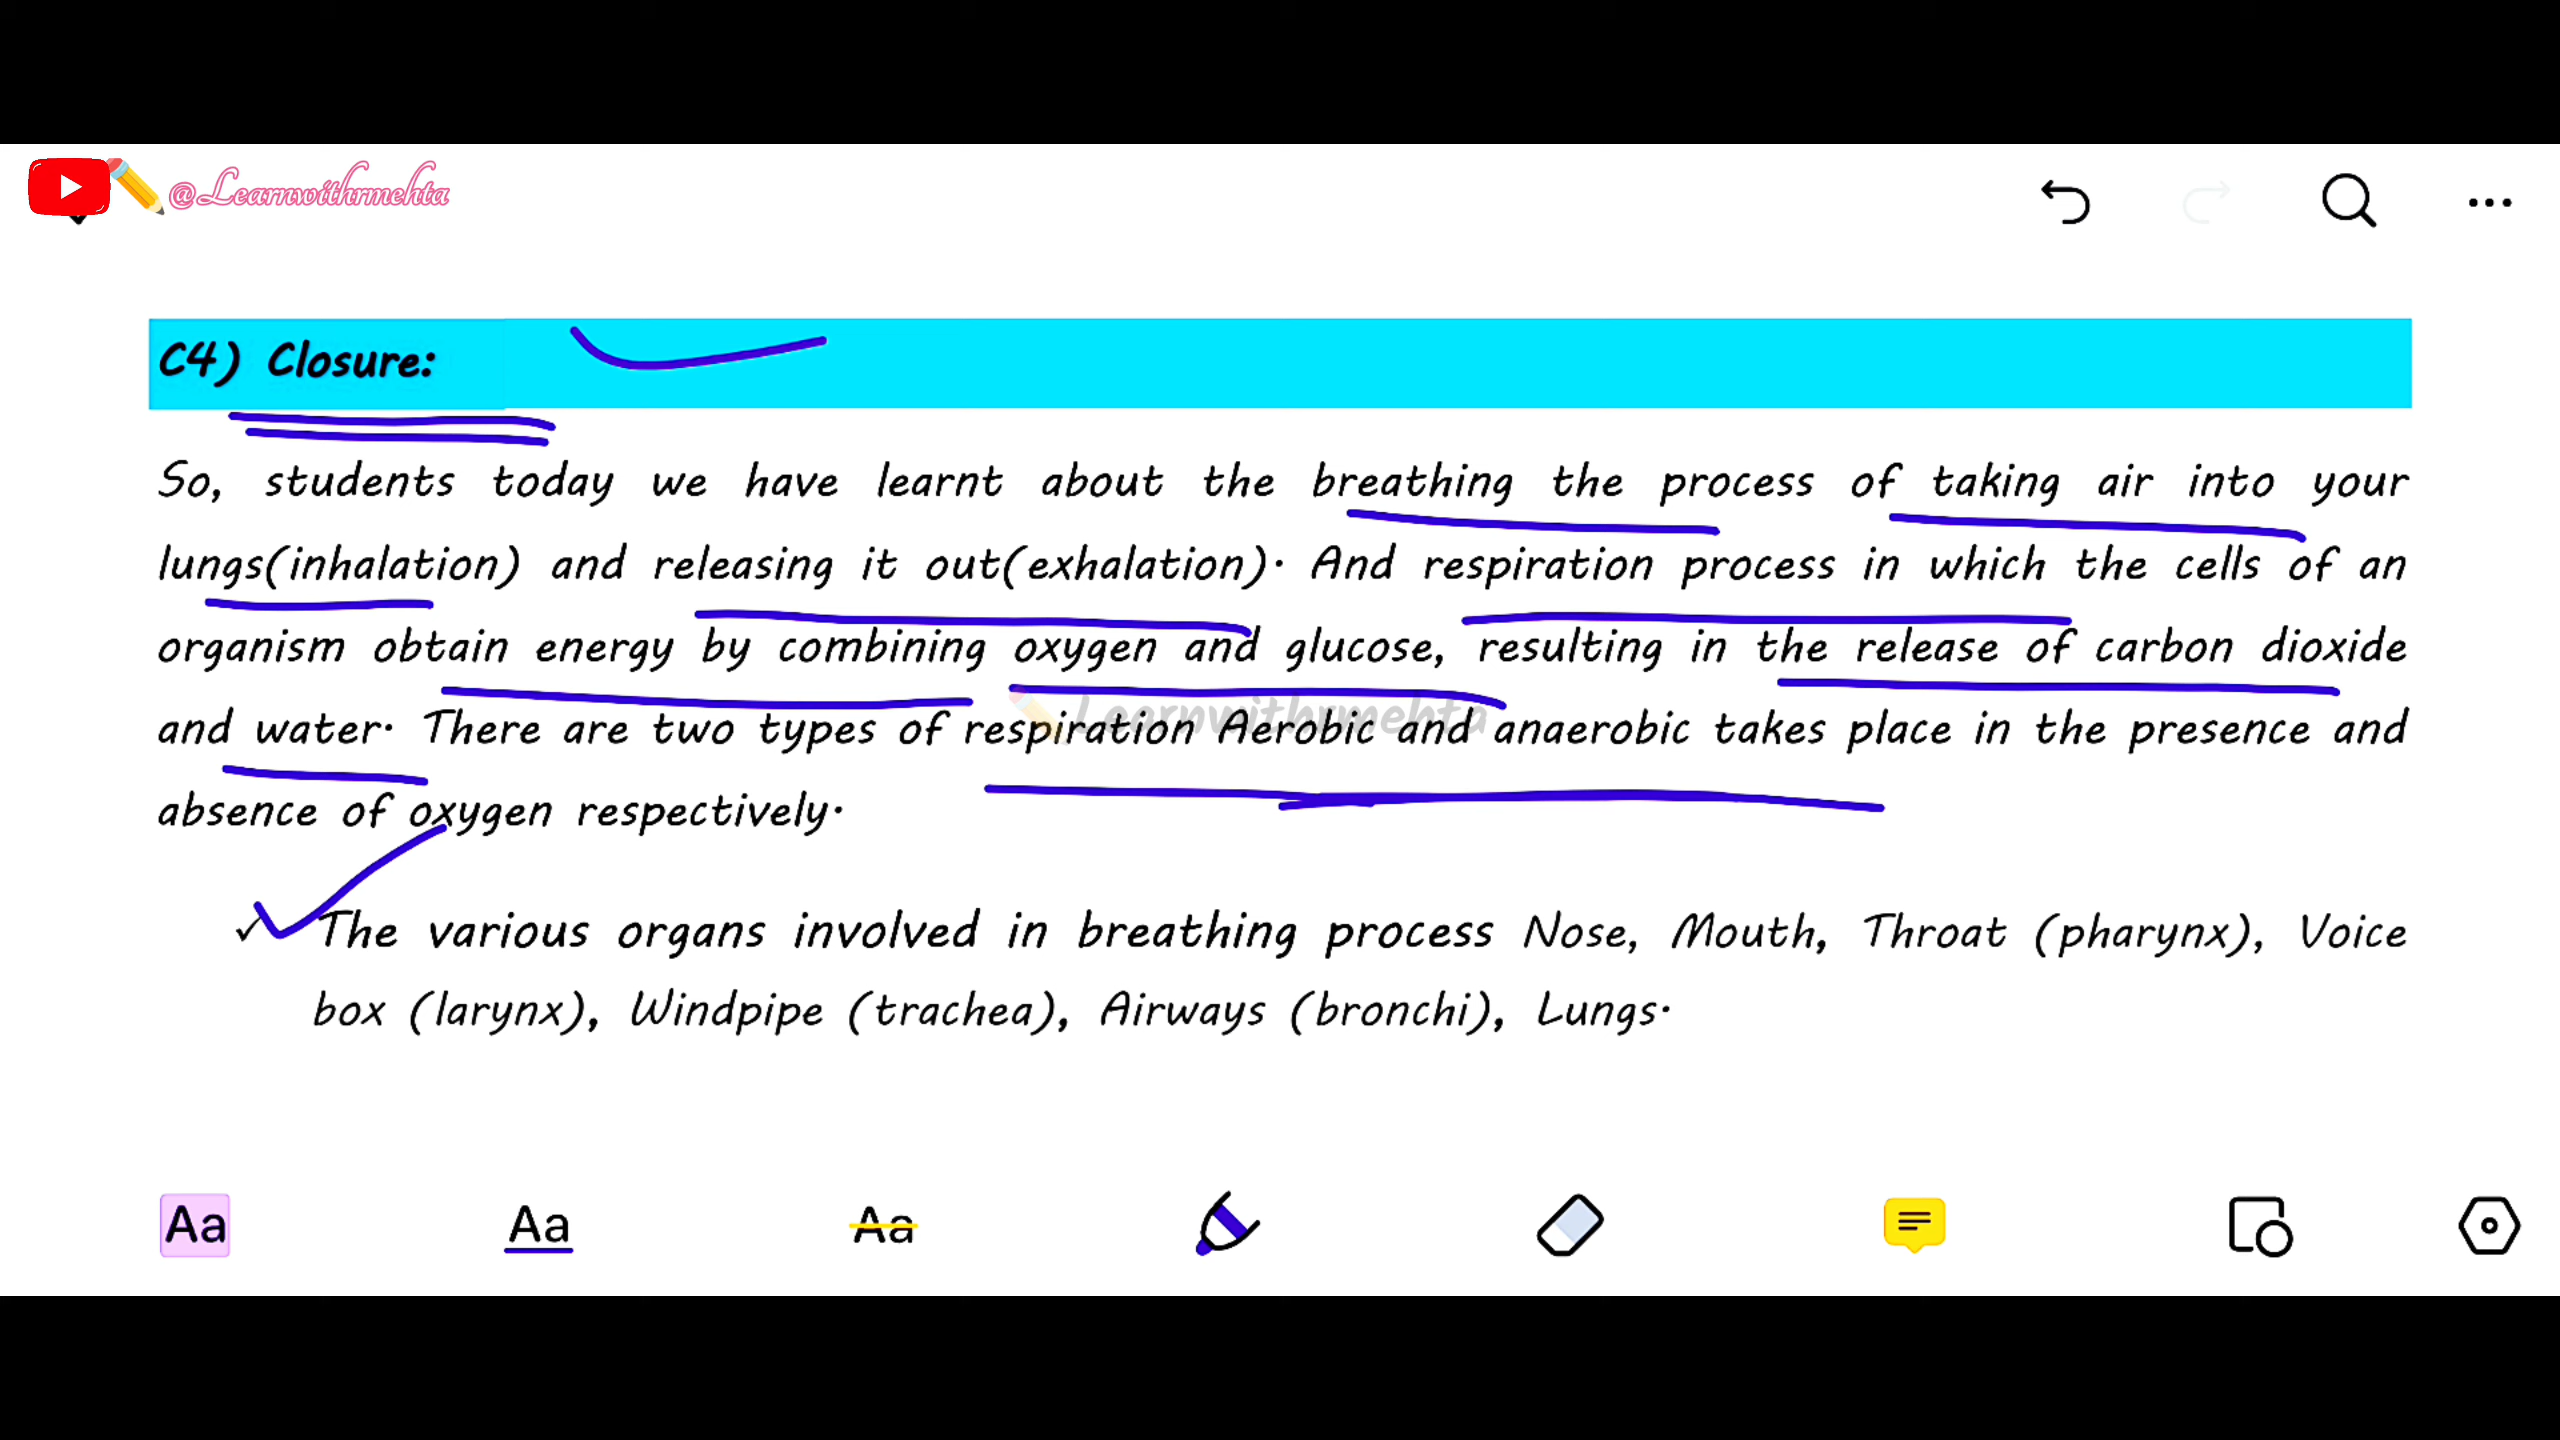 @Learnwithrmehta
C4) Closure:
So, students today we have learnt about the breathing the process of taking air into your
lungs(inhalation) and releasing it out(exhalation). And respiration process in which the cells of an
organism obtain energy by combining oxygen and glucose, resulting in the release of carbon dioxide
and water. There are two types of respiration Aerobic and anaerobic takes place in the presence and
Learnwithrmehta
absence of oxygen respectively.
✓ The various organs involved in breathing process Nose, Mouth, Throat (pharynx), Voice
box (larynx), Windpipe (trachea), Airways (bronchi), Lungs.
Aa Aa Aa